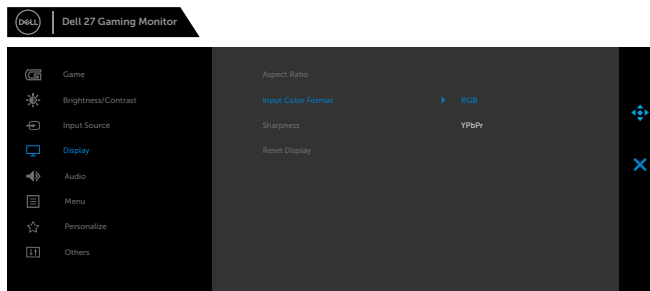 DELL
Dell 27 Gaming Monitor
Game
Aspect Ratio
Brightness/Contrast
Input Color Format
RGB
Input Source
Sharpness
YPbPr
Display
Reset Display
Audio
Menu
Personalize
Others